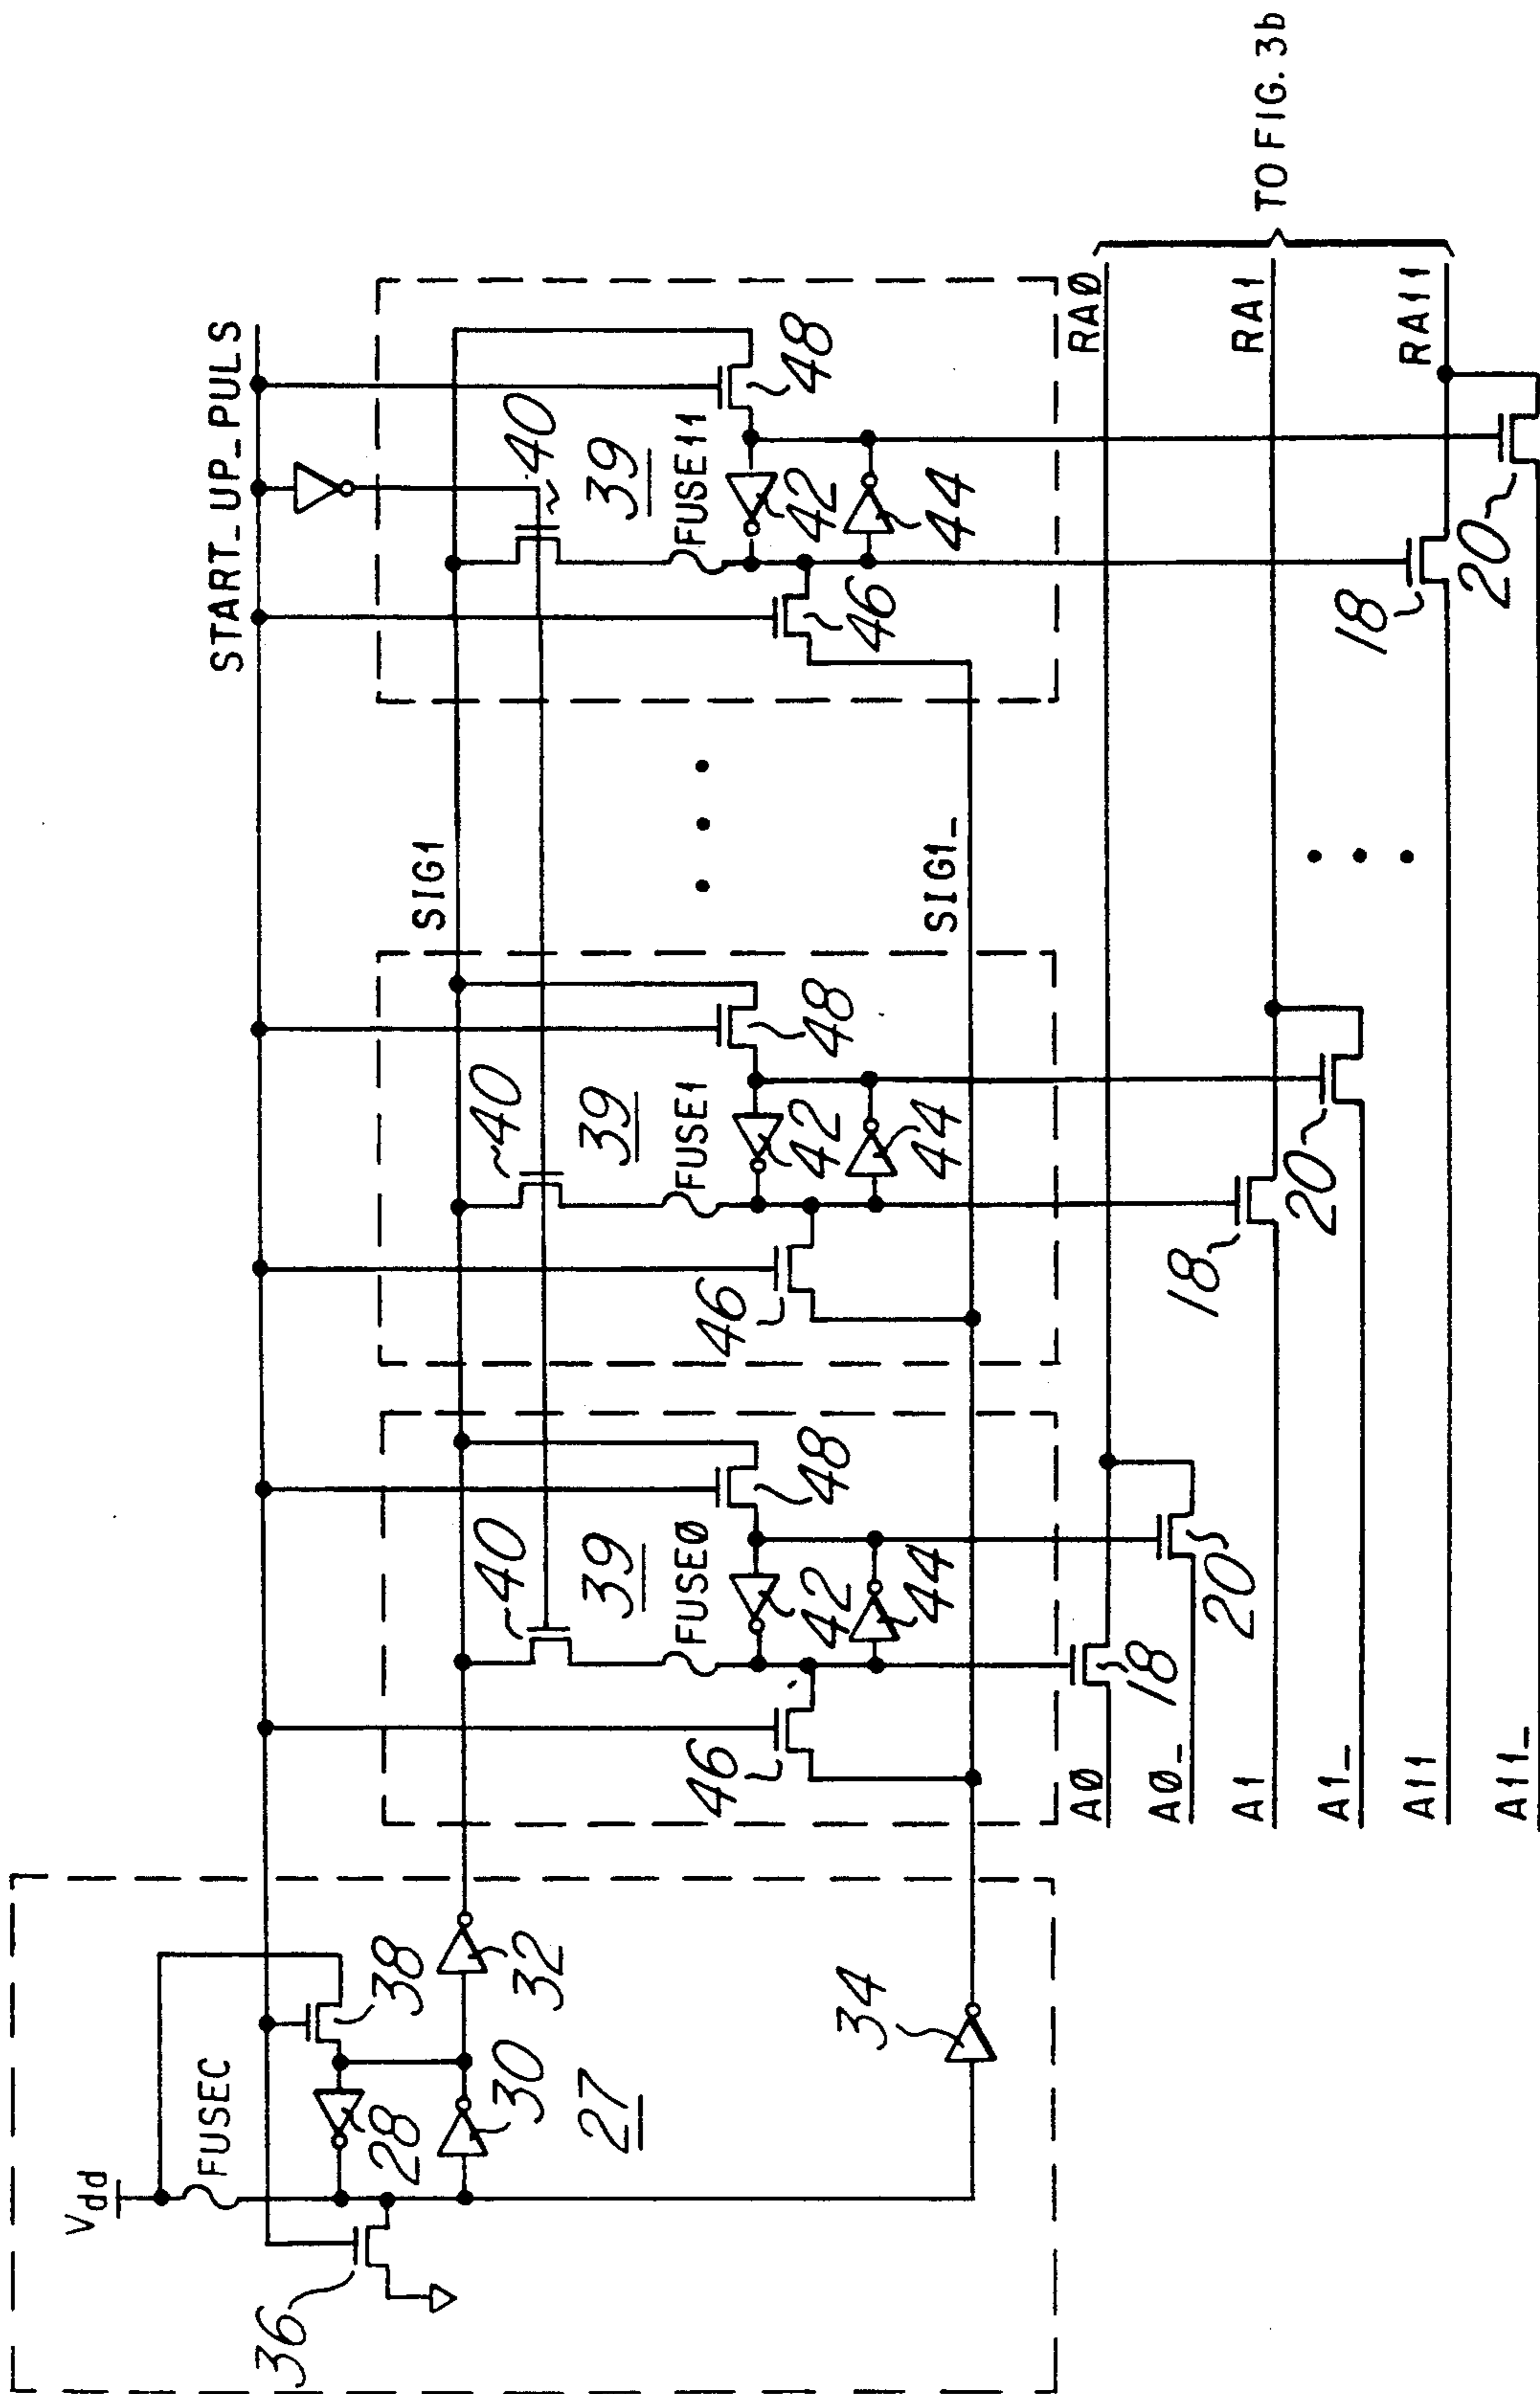 START_UP_PULS
Vdd
FUSEC
36
38
28
30
32
27
34
SIG1
SIG1_
40
39
FUSEØ
42
44
46
48
40
39
FUSE1
42
44
46
48
40
39
FUSE11
42
44
46
48
AØ
AØ_
A1
A1_
A11
A11_
18
20
18
20
18
20
RAØ
RA1
RA11
TO FIG. 3b